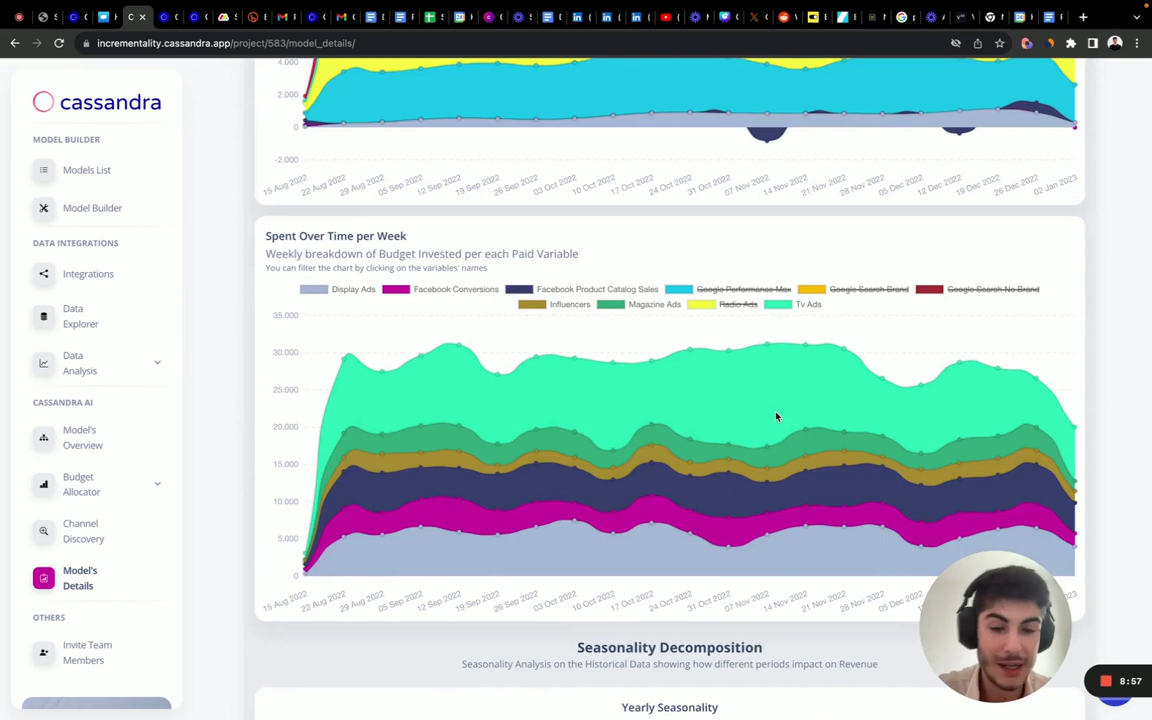 incrementality.cassandra.app/project/583/model_details/
cassandra
MODEL BUILDER
Models List
Model Builder
DATA INTEGRATIONS
Integrations
Data
Explorer
Data
Analysis
CASSANDRA AI
Model's
Overview
Budget
Allocator
Channel
Discovery
Model's
Details
OTHERS
Invite Team
Members
4.000
2.000
0
-2.000
15 Aug 2022
22 Aug 2022
29 Aug 2022
05 Sep 2022
12 Sep 2022
19 Sep 2022
26 Sep 2022
03 Oct 2022
10 Oct 2022
17 Oct 2022
24 Oct 2022
31 Oct 2022
07 Nov 2022
14 Nov 2022
21 Nov 2022
28 Nov 2022
05 Dec 2022
12 Dec 2022
19 Dec 2022
26 Dec 2022
02 Jan 2023
Spent Over Time per Week
Weekly breakdown of Budget Invested per each Paid Variable
You can filter the chart by clicking on the variables' names
Display Ads Facebook Conversions Facebook Product Catalog Sales Google Performance Max Google Search Brand Google Search No Brand
Influencers Magazine Ads Radio Ads Tv Ads
35.000
30.000
25.000
20.000
15.000
10.000
5.000
0
15 Aug 2022
22 Aug 2022
29 Aug 2022
05 Sep 2022
12 Sep 2022
19 Sep 2022
26 Sep 2022
03 Oct 2022
10 Oct 2022
17 Oct 2022
24 Oct 2022
31 Oct 2022
07 Nov 2022
14 Nov 2022
21 Nov 2022
28 Nov 2022
05 Dec
2023
Seasonality Decomposition
Seasonality Analysis on the Historical Data showing how different periods impact on Revenue
Yearly Seasonality
8:57